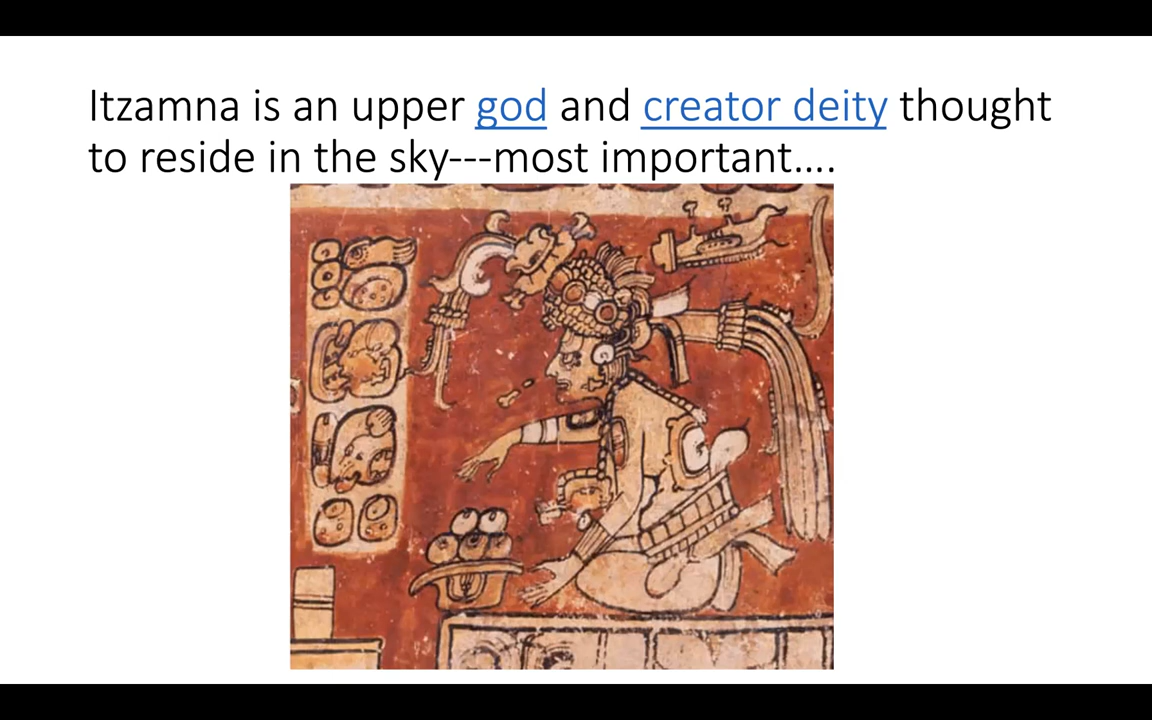 Itzamna is an upper god and creator deity thought
to reside in the sky---most important....